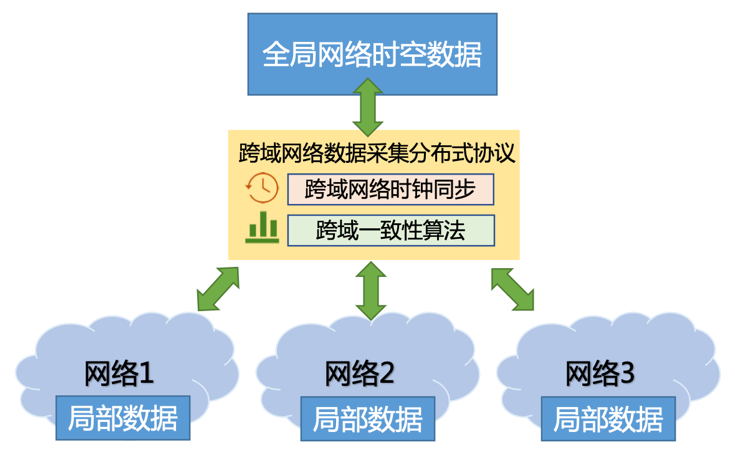 全局网络时空数据
跨域网络数据采集分布式协议
跨域网络时钟同步
跨域一致性算法
网络1
局部数据
网络2
局部数据
网络3
局部数据